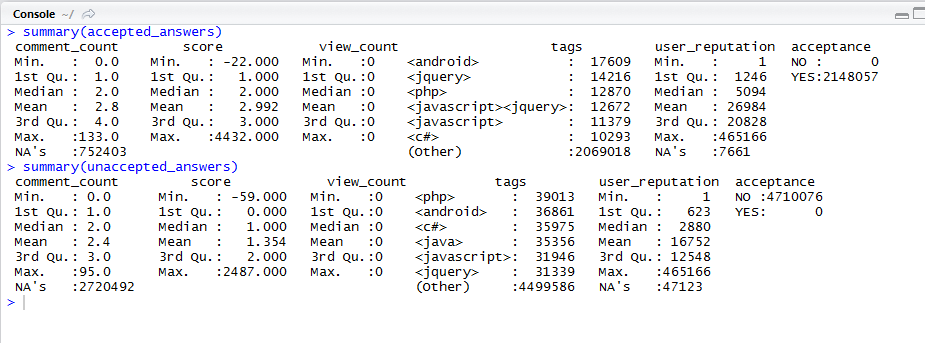 Console ~/
> summary(accepted_answers)
comment_count score view_count tags user_reputation acceptance
Min. : 0.0 Min. : -22.000 Min. :0 <android> : 17609 Min. : 1 NO : 0
1st Qu.: 1.0 1st Qu.: 1.000 1st Qu.:0 <jquery> : 14216 1st Qu.: 1246 YES:2148057
Median : 2.0 Median : 2.000 Median :0 <php> : 12870 Median : 5094
Mean : 2.8 Mean : 2.992 Mean :0 <javascript><jquery>: 12672 Mean : 26984
3rd Qu.: 4.0 3rd Qu.: 3.000 3rd Qu.:0 <javascript> : 11379 3rd Qu.: 20828
Max. :133.0 Max. :4432.000 Max. :0 <c#> : 10293 Max. :465166
NA's :752403 (Other) :2069018 NA's :7661
> summary(unaccepted_answers)
comment_count score view_count tags user_reputation acceptance
Min. : 0.0 Min. : -59.000 Min. :0 <php> : 39013 Min. : 1 NO :4710076
1st Qu.: 1.0 1st Qu.: 0.000 1st Qu.:0 <android> : 36861 1st Qu.: 623 YES: 0
Median : 2.0 Median : 1.000 Median :0 <c#> : 35975 Median : 2880
Mean : 2.4 Mean : 1.354 Mean :0 <java> : 35356 Mean : 16752
3rd Qu.: 3.0 3rd Qu.: 2.000 3rd Qu.:0 <javascript>: 31946 3rd Qu.: 12548
Max. :95.0 Max. :2487.000 Max. :0 <jquery> : 31339 Max. :465166
NA's :2720492 (Other) :4499586 NA's :47123
>